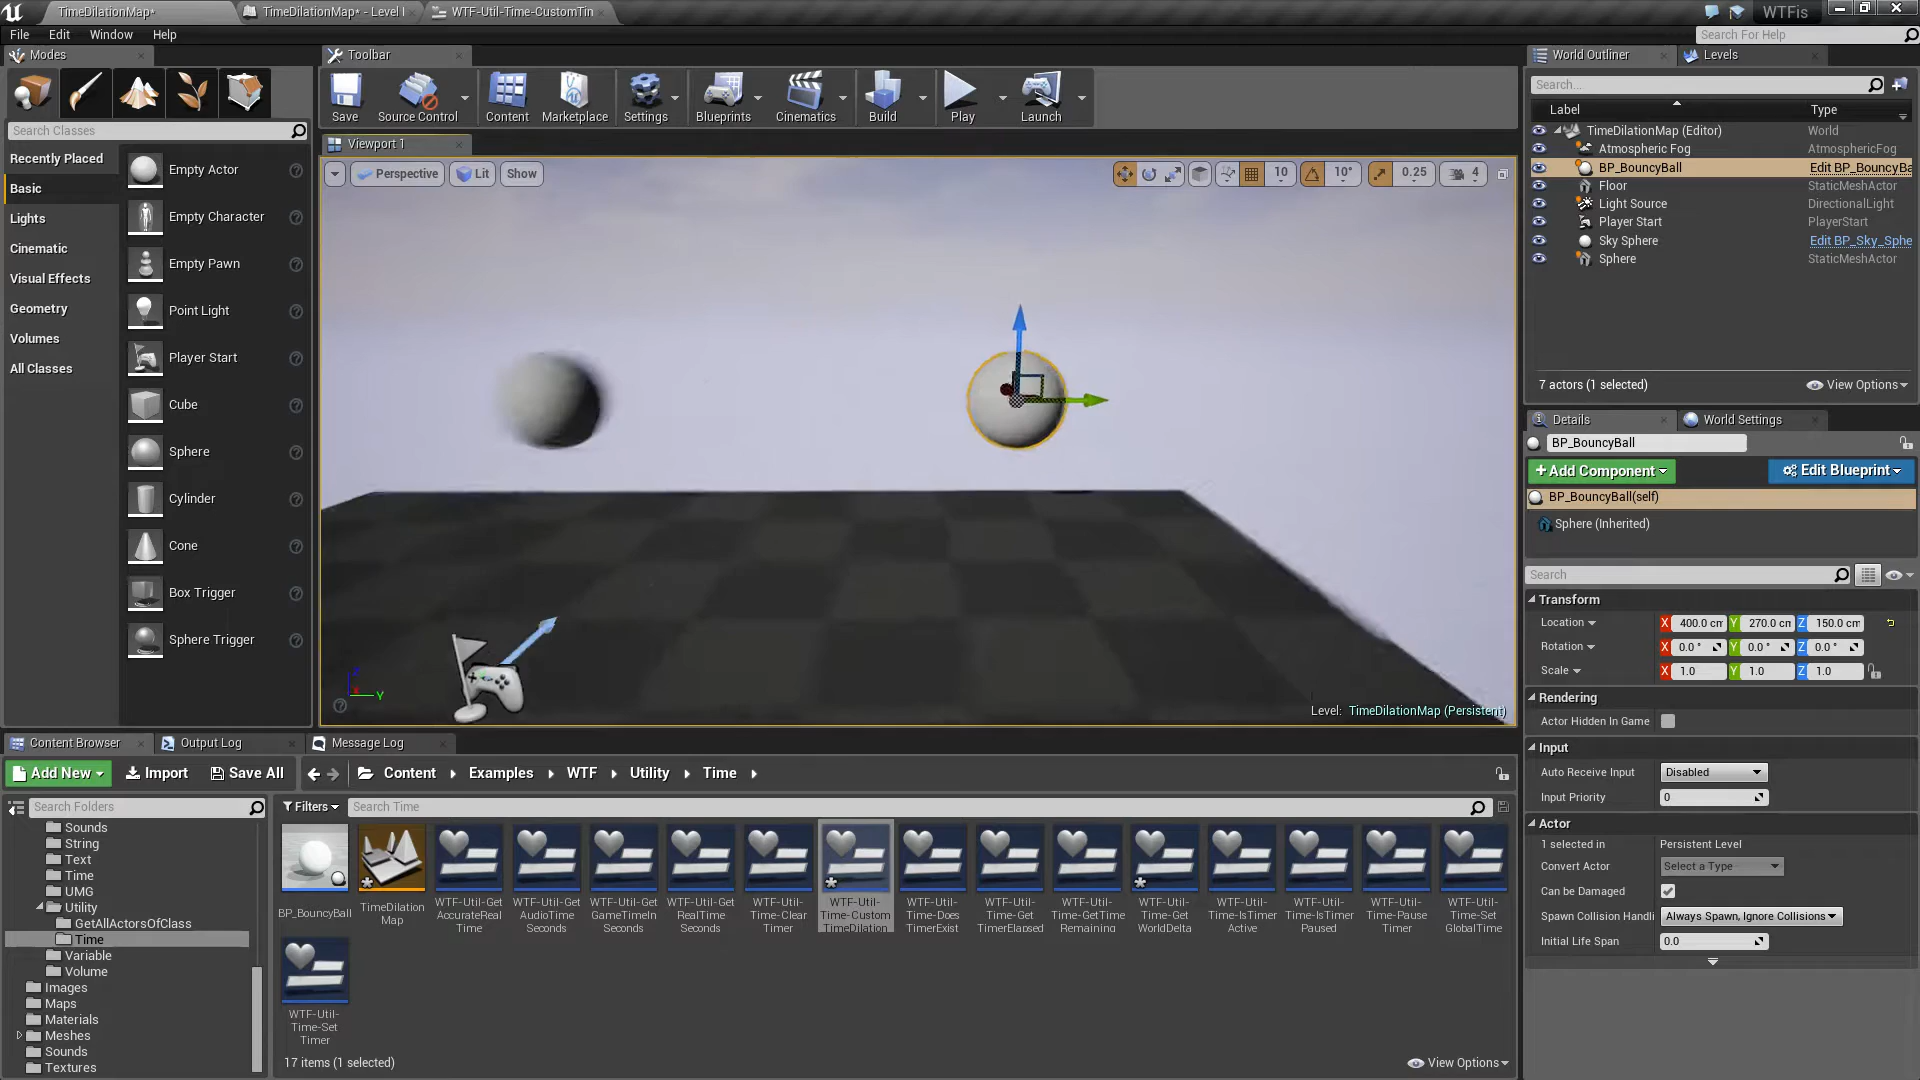 TimeDilationMap*
TimeDilationMap* - Level
WTF-Util-Time-CustomTin
WTFis
File
Edit
Window
Help
Search For Help
Modes
Toolbar
World Outliner
Levels
Save
Source Control
Content
Marketplace
Settings
Blueprints
Cinematics
Build
Play
Launch
Search Classes
Recently Placed
Basic
Lights
Cinematic
Visual Effects
Geometry
Volumes
All Classes
Empty Actor
Empty Character
Empty Pawn
Point Light
Player Start
Cube
Sphere
Cylinder
Cone
Box Trigger
Sphere Trigger
Viewport 1
Perspective
Lit
Show
10
10°
0.25
4
Y
Level: TimeDilationMap (Persistent)
Search...
Label
Type
TimeDilationMap (Editor)
World
Atmospheric Fog
AtmosphericFog
BP_BouncyBall
Edit BP_BouncyBa
Floor
StaticMeshActor
Light Source
DirectionalLight
Player Start
PlayerStart
Sky Sphere
Edit BP_Sky_Sphe
Sphere
StaticMeshActor
7 actors (1 selected)
View Options
Details
World Settings
BP_BouncyBall
+Add Component
Edit Blueprint
BP_BouncyBall(self)
Sphere (Inherited)
Search
Transform
Location
X 400.0 cm Y 270.0 cm Z 150.0 cm
Rotation
X 0.0 ° Y 0.0 ° Z 0.0 °
Scale
X 1.0 Y 1.0 Z 1.0
Rendering
Actor Hidden In Game
Input
Auto Receive Input
Disabled
Input Priority
0
Actor
1 selected in
Persistent Level
Convert Actor
Select a Type
Can be Damaged
Spawn Collision Handli
Always Spawn, Ignore Collisions
Initial Life Span
0.0
Content Browser
Output Log
Message Log
Add New
Import
Save All
Content
Examples
WTF
Utility
Time
Search Folders
Filters
Search Time
Sounds
String
Text
Time
UMG
Utility
GetAllActorsOfClass
Time
Variable
Volume
Images
Maps
Materials
Meshes
Sounds
Textures
BP_BouncyBall
TimeDilation
Map
WTF-Util-Get
AccurateReal
Time
WTF-Util-Get
AudioTime
Seconds
WTF-Util-Get
GameTimeIn
Seconds
WTF-Util-Get
RealTime
Seconds
WTF-Util-
Time-Clear
Timer
WTF-Util-
Time-Custom
TimeDilation
WTF-Util-
Time-Does
TimerExist
WTF-Util-
Time-Get
TimerElapsed
WTF-Util-
Time-GetTime
Remaining
WTF-Util-
Time-Get
WorldDelta
WTF-Util-
Time-IsTimer
Active
WTF-Util-
Time-IsTimer
Paused
WTF-Util-
Time-Pause
Timer
WTF-Util-
Time-Set
GlobalTime
WTF-Util-
Time-Set
Timer
17 items (1 selected)
View Options